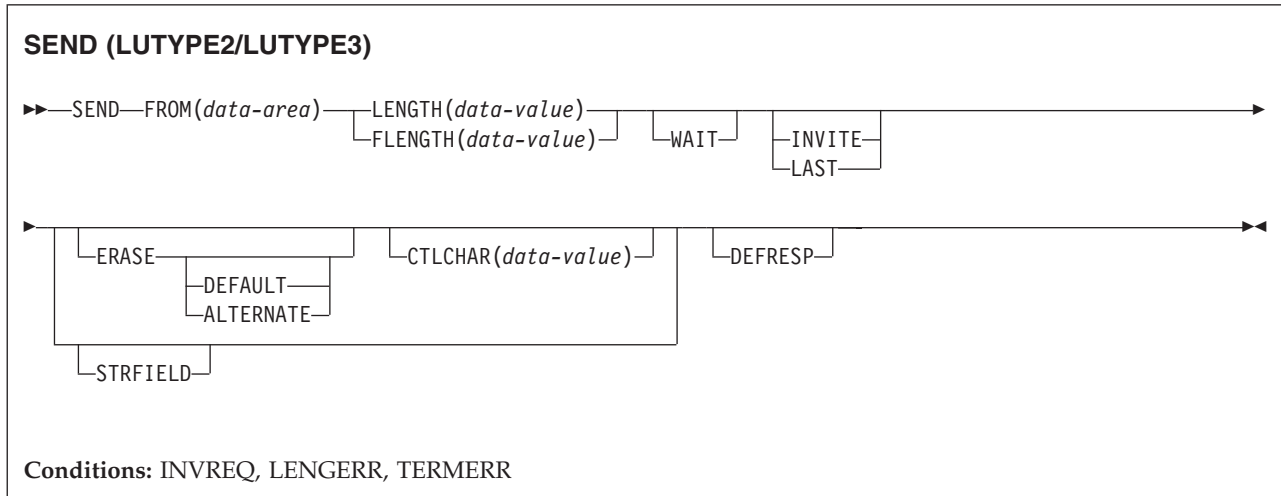 SEND (LUTYPE2/LUTYPE3)
SEND FROM(data-area) LENGTH(data-value)
FLENGTH(data-value) WAIT INVITE
LAST
ERASE CTLCHAR(data-value) DEFRESP
DEFAULT
ALTERNATE
STRFIELD
Conditions: INVREQ, LENGERR, TERMERR